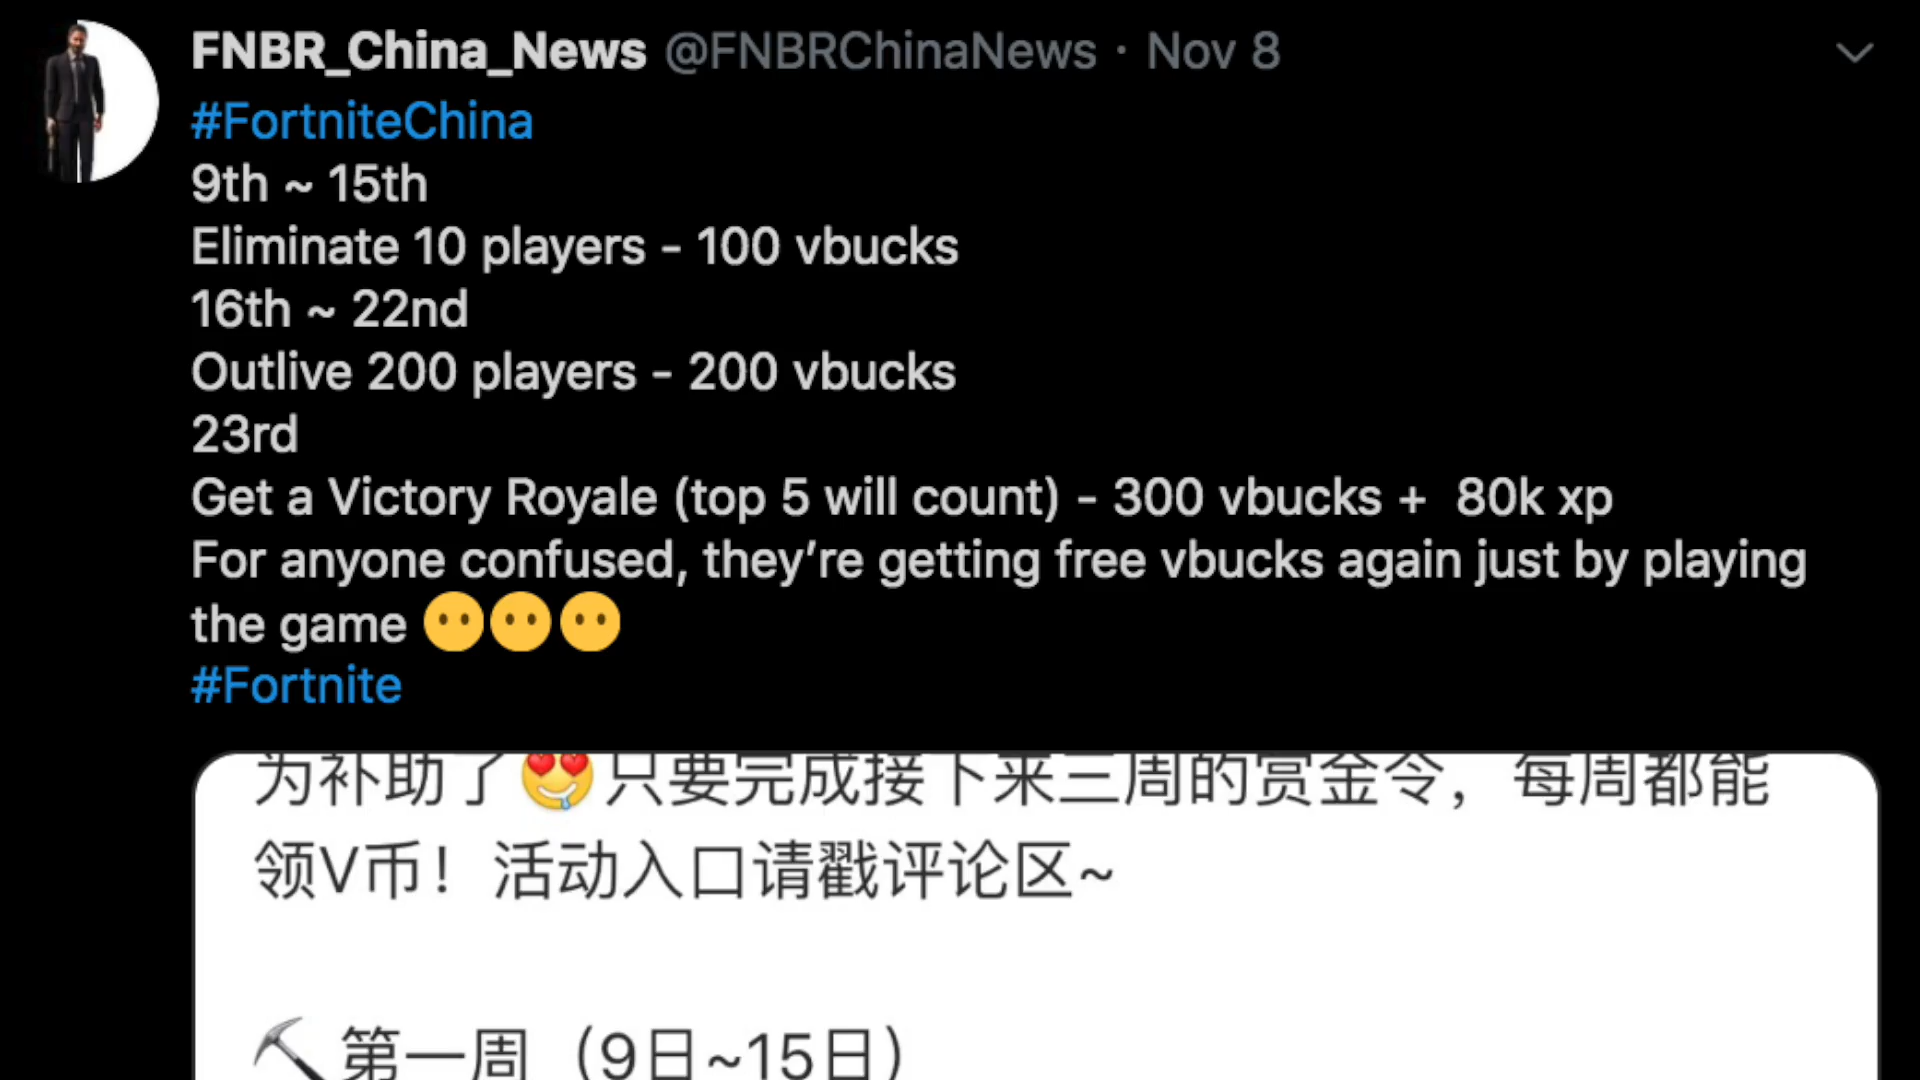 FNBR_China_News @FNBRChinaNews · Nov 8
#FortniteChina
9th ~ 15th
Eliminate 10 players - 100 vbucks
16th ~ 22nd
Outlive 200 players - 200 vbucks
23rd
Get a Victory Royale (top 5 will count) - 300 vbucks +  80k xp
For anyone confused, they’re getting free vbucks again just by playing
the game 😶😶😶
#Fortnite
为补助了🤤只要完成接下来三周的赏金令，每周都能
领V币！活动入口请戳评论区~
⛏第一周（9日~15日）